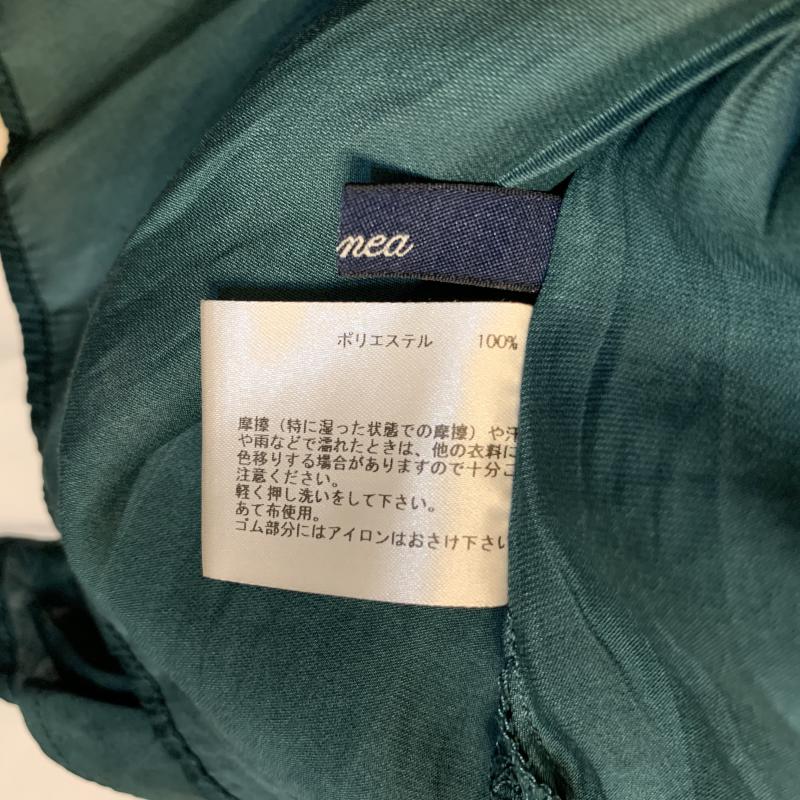 nea
ポリエステル 100%
摩擦（特に湿った状態での摩擦）や汗
や雨などで濡れたときは、他の衣料に
色移りする場合がありますので十分ご
注意ください。
軽く押し洗いをして下さい。
あて布使用。
ゴム部分にはアイロンはおさけ下さい